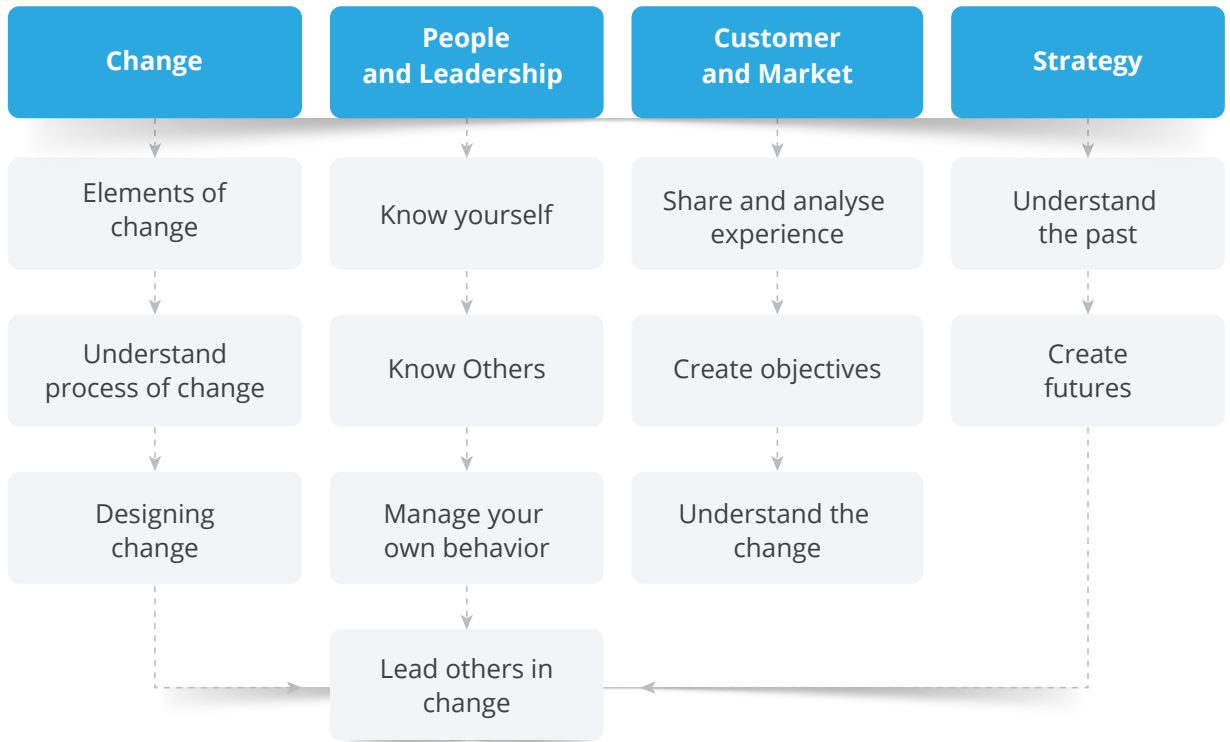 Change
People
and Leadership
Customer
and Market
Strategy
Elements of
change
Know yourself
Share and analyse
experience
Understand
the past
Understand
process of change
Know Others
Create objectives
Create
futures
Designing
change
Manage your
own behavior
Understand the
change
Lead others in
change